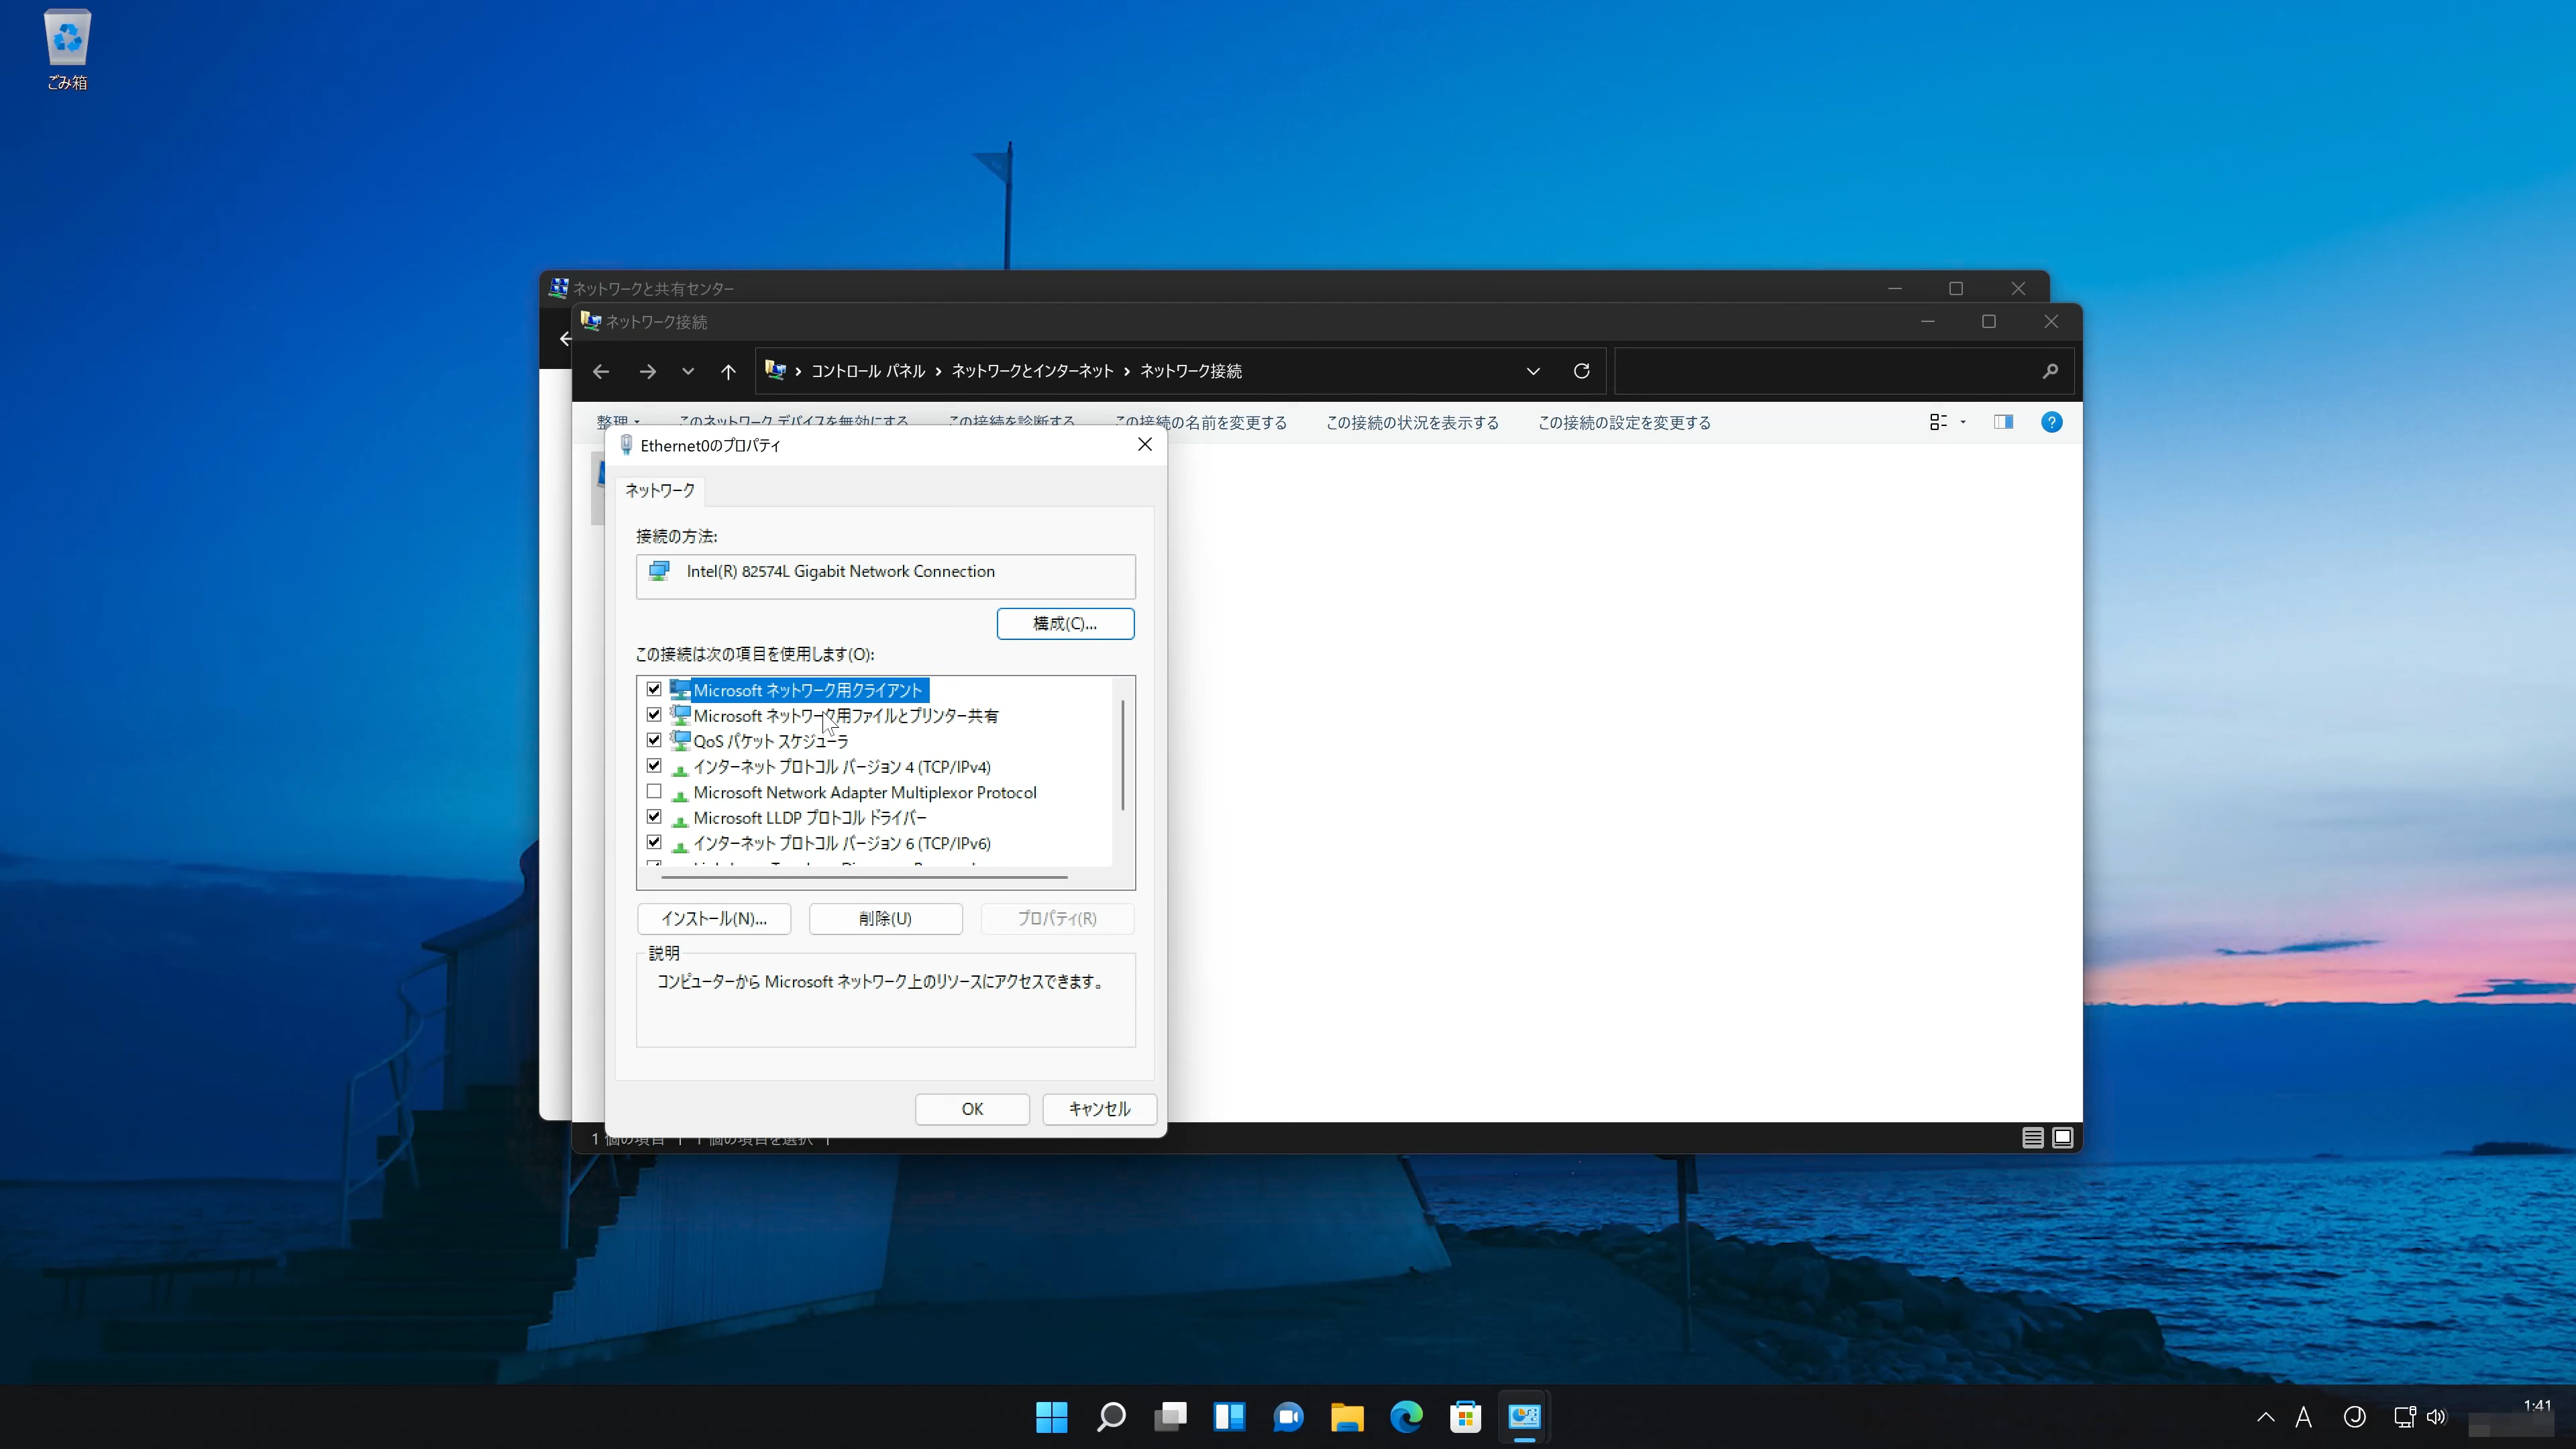 ごみ箱
ネットワークと共有センター
ネットワーク接続
コントロール パネル › ネットワークとインターネット › ネットワーク接続
整理 このネットワーク デバイスを無効にする この接続を診断する この接続の名前を変更する この接続の状況を表示する この接続の設定を変更する
Ethernet0のプロパティ
ネットワーク
接続の方法:
Intel(R) 82574L Gigabit Network Connection
構成(C)...
この接続は次の項目を使用します(O):
Microsoft ネットワーク用クライアント
Microsoft ネットワーク用ファイルとプリンター共有
QoS パケット スケジューラ
インターネット プロトコル バージョン 4 (TCP/IPv4)
Microsoft Network Adapter Multiplexor Protocol
Microsoft LLDP プロトコル ドライバー
インターネット プロトコル バージョン 6 (TCP/IPv6)
インストール(N)... 削除(U) プロパティ(R)
説明
コンピューターから Microsoft ネットワーク上のリソースにアクセスできます。
OK キャンセル
1 個の項目 1 個の項目を選択
A
1:41